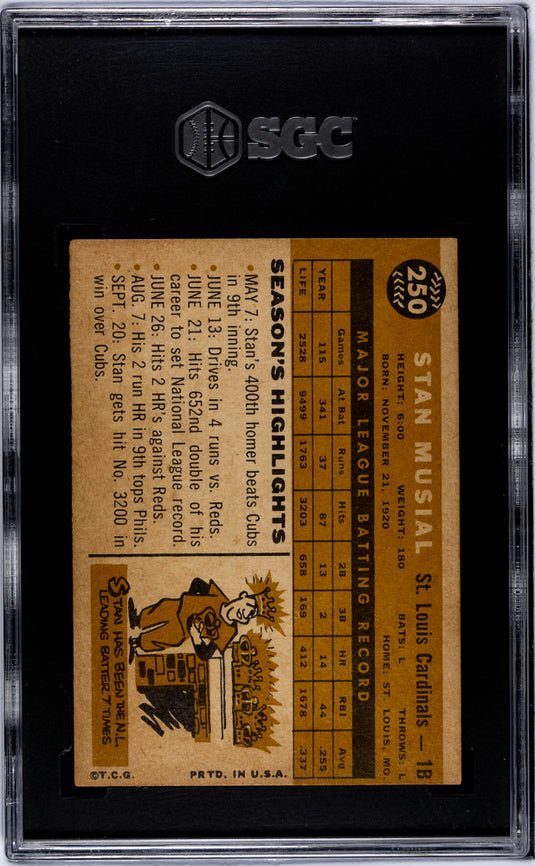 SGC
250
STAN MUSIAL St. Louis Cardinals — 1B
HEIGHT: 6:00 WEIGHT: 180 BATS: L THROWS: L
BORN: NOVEMBER 21, 1920 HOME: ST. LOUIS, MO.
MAJOR LEAGUE BATTING RECORD
Games At Bat Runs Hits 2B 3B HR RBI Avg
YEAR 115 341 37 87 13 2 14 44 .255
LIFE 2528 9499 1763 3203 658 169 412 1678 .337
SEASON'S HIGHLIGHTS
• MAY 7: Stan's 400th homer beats Cubs
in 9th inning.
• JUNE 13: Drives in 4 runs vs. Reds.
• JUNE 21: Hits 652nd double of his
career to set National League record.
• JUNE 26: Hits 2 HR's against Reds.
• AUG. 7: His 2 run HR in 9th tops Phils.
• SEPT. 20: Stan gets hit No. 3200 in
win over Cubs.
STAN HAS BEEN THE N.L.
LEADING BATTER 7 TIMES
©T.C.G. PRTD. IN U.S.A.